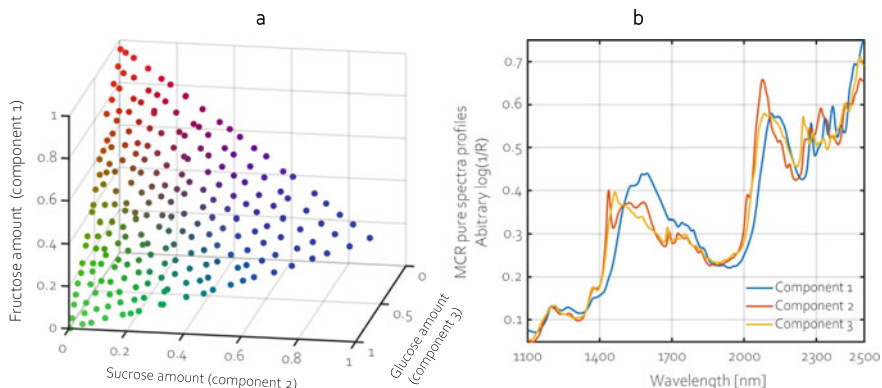 a
Fructose amount (component 1)
1
0.8
0.6
0.4
0.2
0
0
0.2
0.4
0.6
0.8
1
Sucrose amount (component 2)
0
0.5
1
Glucose amount
(component 3)
b
MCR pure spectra profiles
Abitrary log(1/R)
0.7
0.6
0.5
0.4
0.3
0.2
0.1
1100
1400
1700
2000
2300
2500
Wavelength [nm]
Component 1
Component 2
Component 3